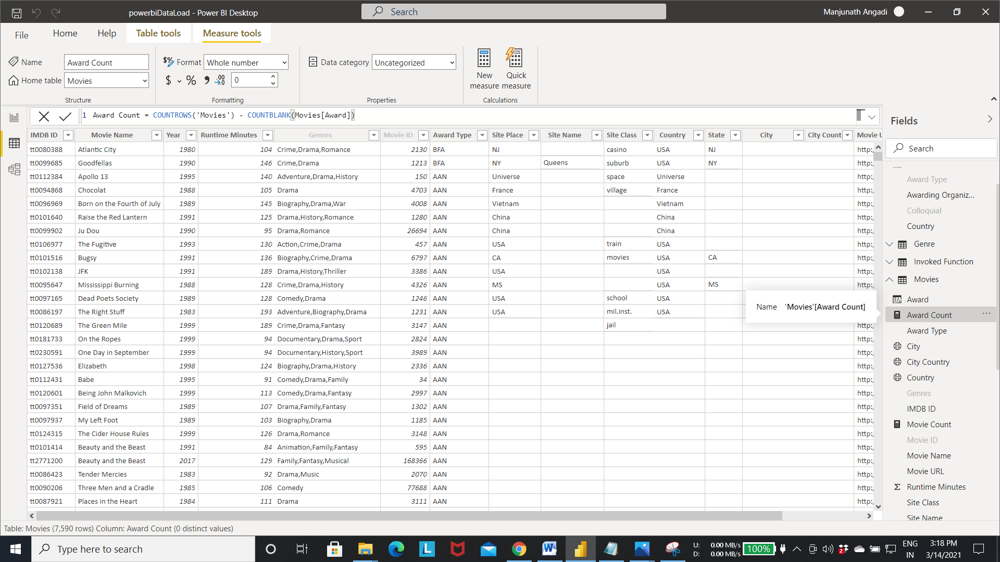 powerbiDataLoad - Power BI Desktop
Search
Manjunath Angadi
File Home Help Table tools Measure tools
Name Award Count
Home table Movies
Structure
Format Whole number
$ % 9 .00 0
Formatting
Data category Uncategorized
Properties
New measure
Quick measure
Calculations
1 Award Count = COUNTROWS('Movies') - COUNTBLANK(Movies[Award])
IMDB ID Movie Name Year Runtime Minutes Genres Movie ID Award Type Site Place Site Name Site Class Country State City City Count Movie U
tt0080388 Atlantic City 1980 104 Crime,Drama,Romance 2130 BFA NJ casino USA NJ http:/
tt0099685 Goodfellas 1990 146 Crime,Drama 1213 BFA NY Queens suburb USA NY http:/
tt0112384 Apollo 13 1995 140 Adventure,Drama,History 150 AAN Universe space Universe http:/
tt0094868 Chocolat 1988 105 Drama 4703 AAN France village France http:/
tt0096969 Born on the Fourth of July 1989 145 Biography,Drama,War 4008 AAN Vietnam Vietnam http:/
tt0101640 Raise the Red Lantern 1991 125 Drama,History,Romance 1280 AAN China China http:/
tt0099902 Ju Dou 1990 95 Drama,Romance 26694 AAN China China http:/
tt0106977 The Fugitive 1993 130 Action,Crime,Drama 457 AAN USA train USA http:/
tt0101516 Bugsy 1991 136 Biography,Crime,Drama 6797 AAN CA movies USA CA http:/
tt0102138 JFK 1991 189 Drama,History,Thriller 3386 AAN USA USA http:/
tt0095647 Mississippi Burning 1988 128 Crime,Drama,History 4326 AAN MS USA MS http:/
tt0097165 Dead Poets Society 1989 128 Comedy,Drama 1246 AAN USA school USA
tt0086197 The Right Stuff 1983 193 Adventure,Biography,Drama 1231 AAN USA mil.inst. USA
tt0120689 The Green Mile 1999 189 Crime,Drama,Fantasy 3147 AAN jail http:/
tt0181733 On the Ropes 1999 94 Documentary,Drama,Sport 2824 AAN http:/
tt0230591 One Day in September 1999 94 Documentary,History,Sport 3989 AAN http:/
tt0127536 Elizabeth 1998 124 Biography,Drama,History 2336 AAN http:/
tt0112431 Babe 1995 91 Comedy,Drama,Family 34 AAN http:/
tt0120601 Being John Malkovich 1999 113 Comedy,Drama,Fantasy 2997 AAN http:/
tt0097351 Field of Dreams 1989 107 Drama,Family,Fantasy 1302 AAN http:/
tt0097937 My Left Foot 1989 103 Biography,Drama 1185 AAN http:/
tt0124315 The Cider House Rules 1999 126 Drama,Romance 3148 AAN http:/
tt0101414 Beauty and the Beast 1991 84 Animation,Family,Fantasy 595 AAN http:/
tt2771200 Beauty and the Beast 2017 129 Family,Fantasy,Musical 168366 AAN http:/
tt0086423 Tender Mercies 1983 92 Drama,Music 2070 AAN http:/
tt0090206 Three Men and a Cradle 1985 106 Comedy 77688 AAN http:/
tt0087921 Places in the Heart 1984 111 Drama 3111 AAN http:/
Name 'Movies'[Award Count]
Fields
Search
Award Type
Awarding Organiz...
Colloquial
Country
Genre
Invoked Function
Movies
Award
Award Count ...
Award Type
City
City Country
Country
Genres
IMDB ID
Movie Count
Movie ID
Movie Name
Movie URL
Σ Runtime Minutes
Site Class
Site Name
Table: Movies (7,590 rows) Column: Award Count (0 distinct values)
Type here to search
U: 0.00 MB/s
D: 0.00 MB/s
100%
2
ENG
IN
3:18 PM
3/14/2021